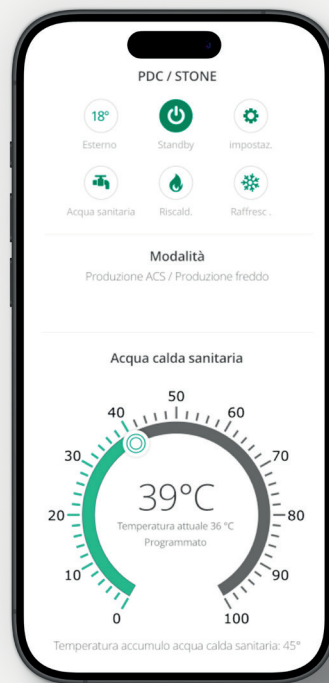 PDC / STONE
18°
Esterno
Standby
impostaz.
Acqua sanitaria
Riscald.
Raffresc .
Modalità
Produzione ACS / Produzione freddo
Acqua calda sanitaria
50
40
60
30
70
39°C
20
Temperatura attuale 36 °C
80
Programmato
10
90
0
100
Temperatura accumulo acqua calda sanitaria: 45°